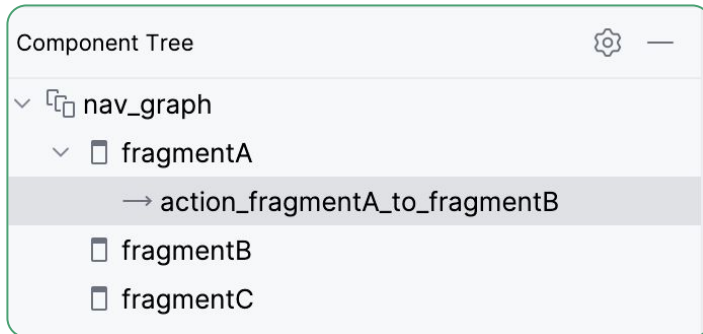 Component Tree
nav_graph
fragmentA
action_fragmentA_to_fragmentB
fragmentB
fragmentC